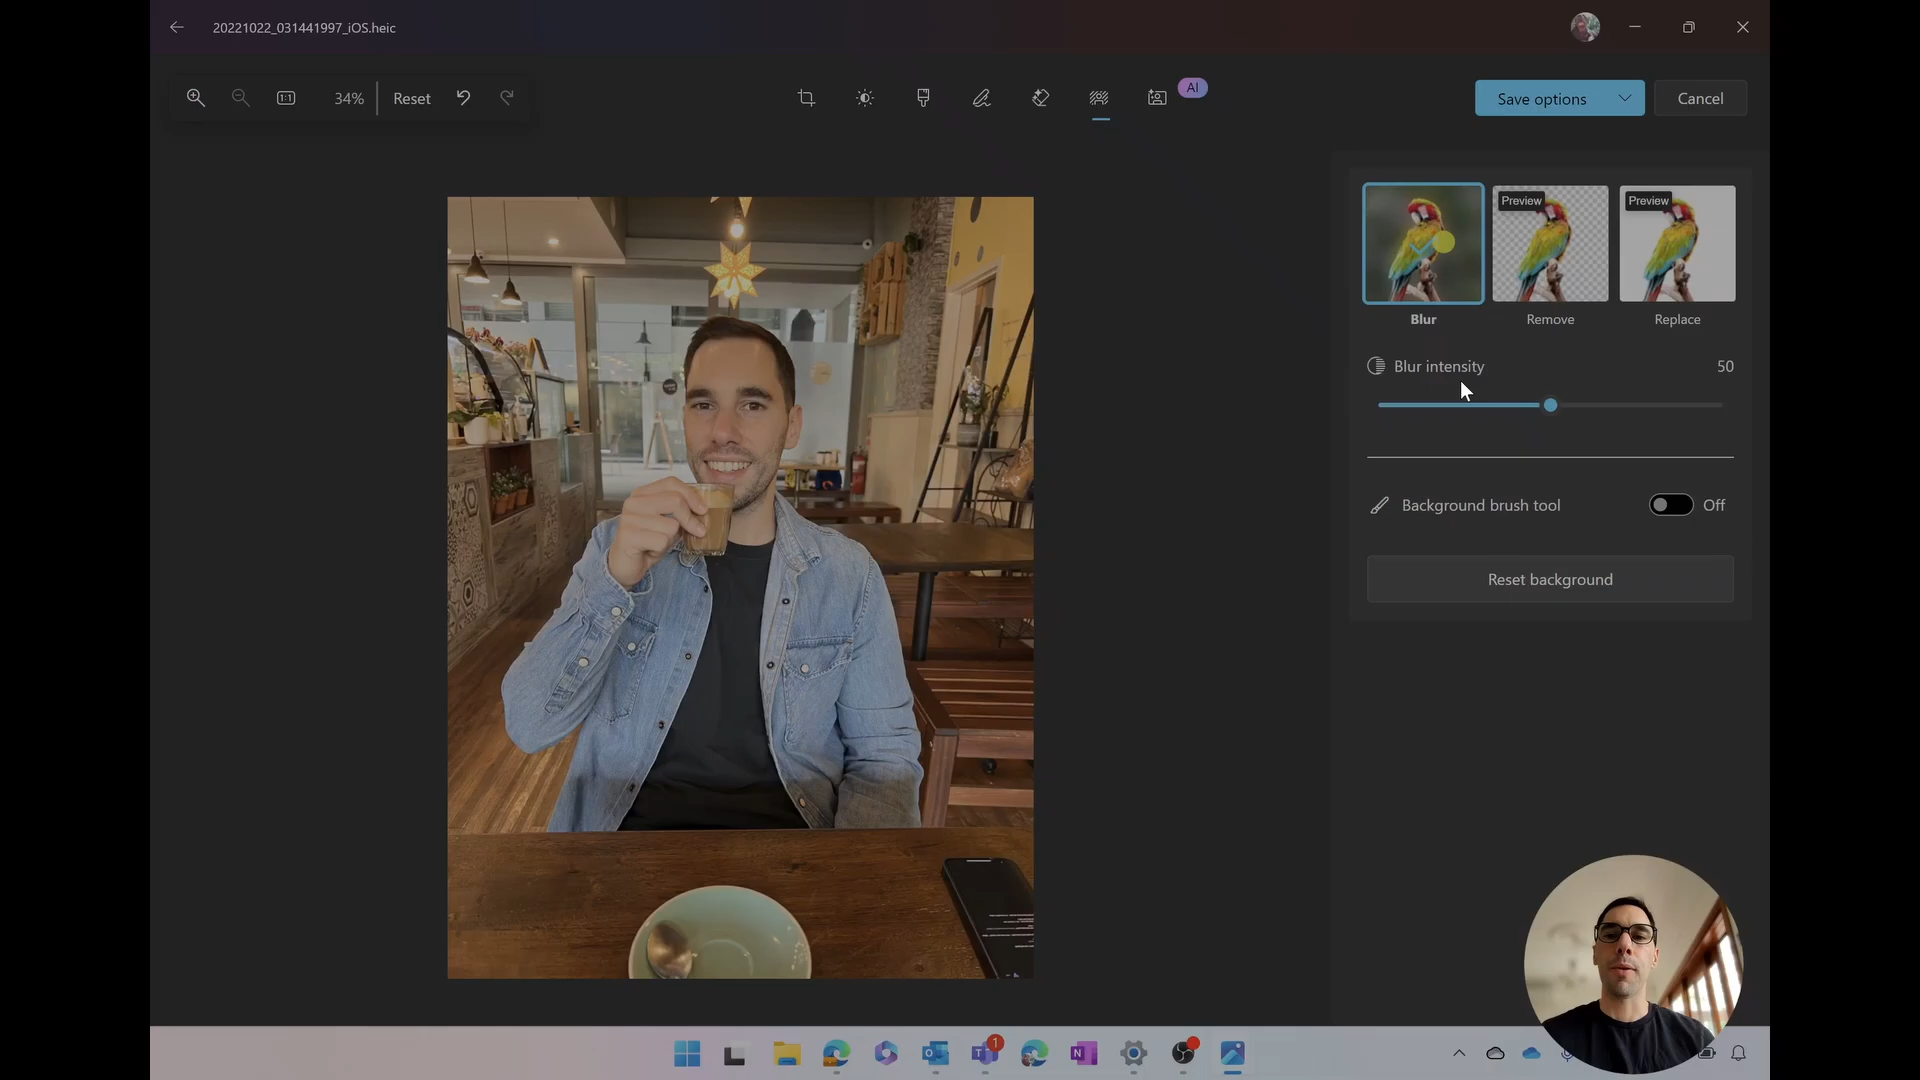 20221022_031441997_iOS.heic
34%
Reset
AI
Save options
Cancel
Preview
Preview
Blur
Remove
Replace
Blur intensity
50
Background brush tool
Off
Reset background
1